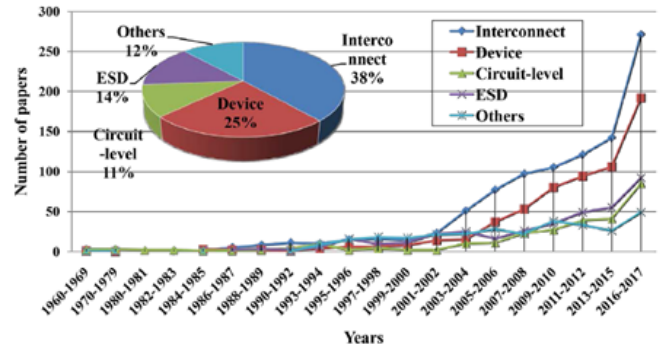 300
250
200
150
100
50
0
Number of papers
Others
12%
ESD
14%
Circuit
-level
11%
Device
25%
Interco
nnect
38%
Interconnect
Device
Circuit-level
ESD
Others
1960-1969
1970-1979
1980-1981
1982-1983
1984-1985
1986-1987
1988-1989
1990-1992
1993-1994
1995-1996
1997-1998
1999-2000
2001-2002
2003-2004
2005-2006
2007-2008
2009-2010
2011-2012
2013-2015
2016-2017
Years